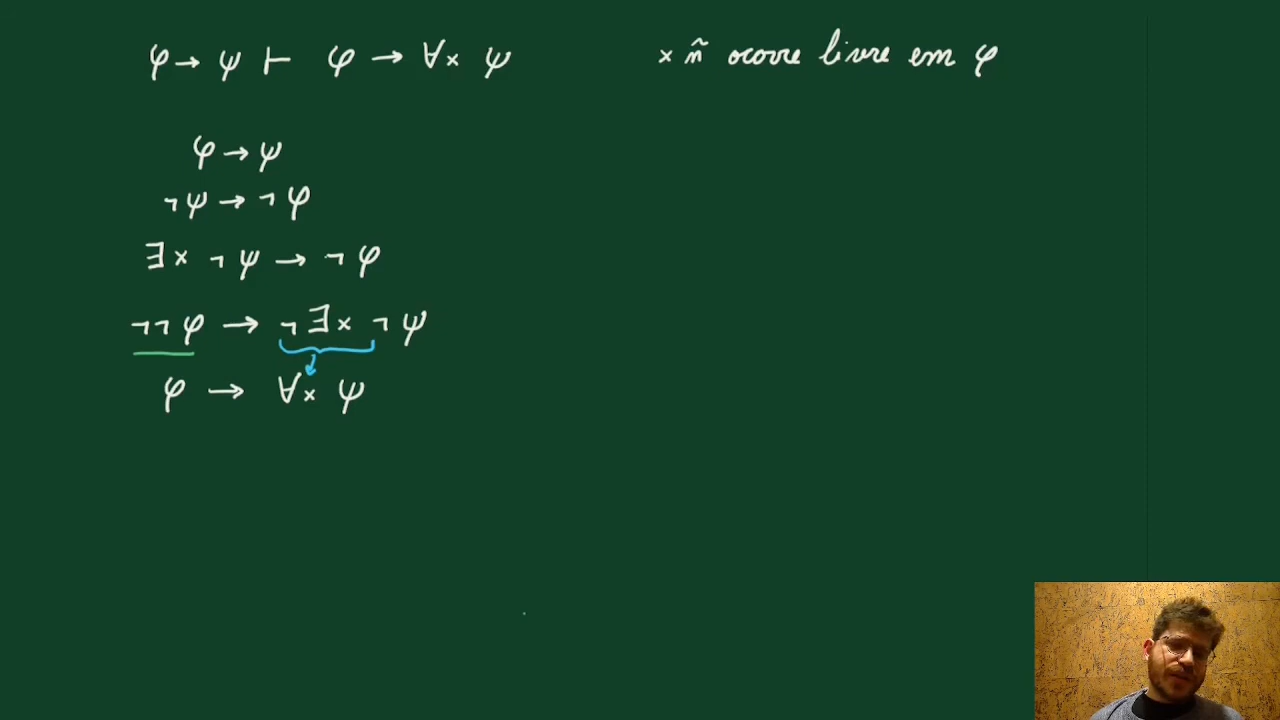 φ → ψ ⊢ φ → ∀x ψ
x ñ ocorre livre em φ
φ → ψ
¬ψ → ¬φ
∃x ¬ψ → ¬φ
¬¬φ → ¬∃x ¬ψ
φ → ∀x ψ